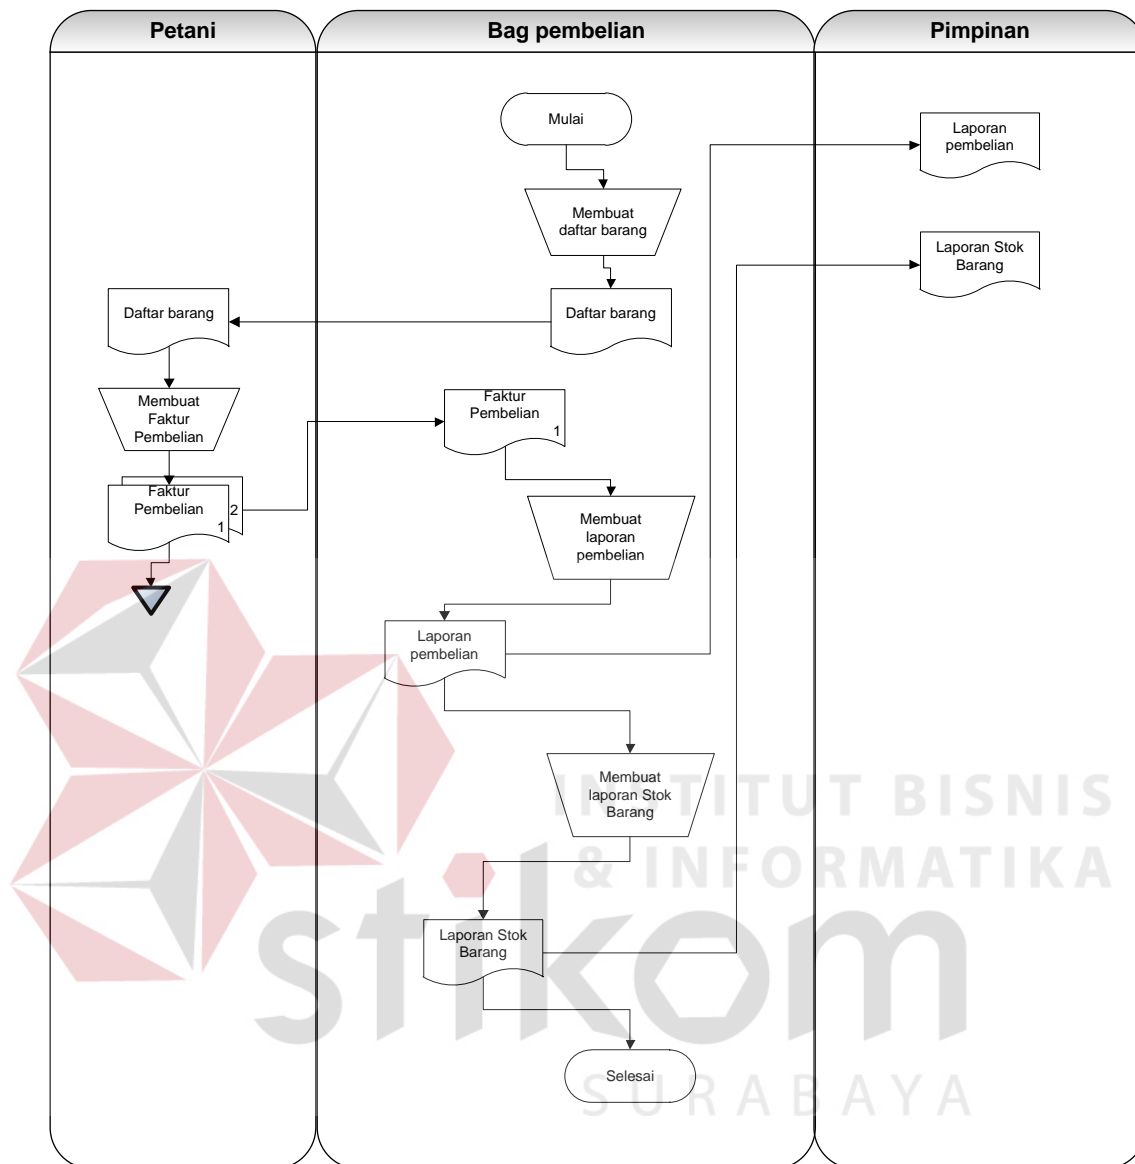 Petani
Bag pembelian
Pimpinan
Mulai
Laporan
pembelian
Membuat
daftar barang
Laporan Stok
Barang
Daftar barang
Daftar barang
Membuat
Faktur
Pembelian
Faktur
Pembelian
1
Faktur
Pembelian
1
2
Membuat
laporan
pembelian
Laporan
pembelian
Membuat
laporan Stok
Barang
Laporan Stok
Barang
Selesai
INSTITUT BISNIS
& INFORMATIKA
stikom
SURABAYA